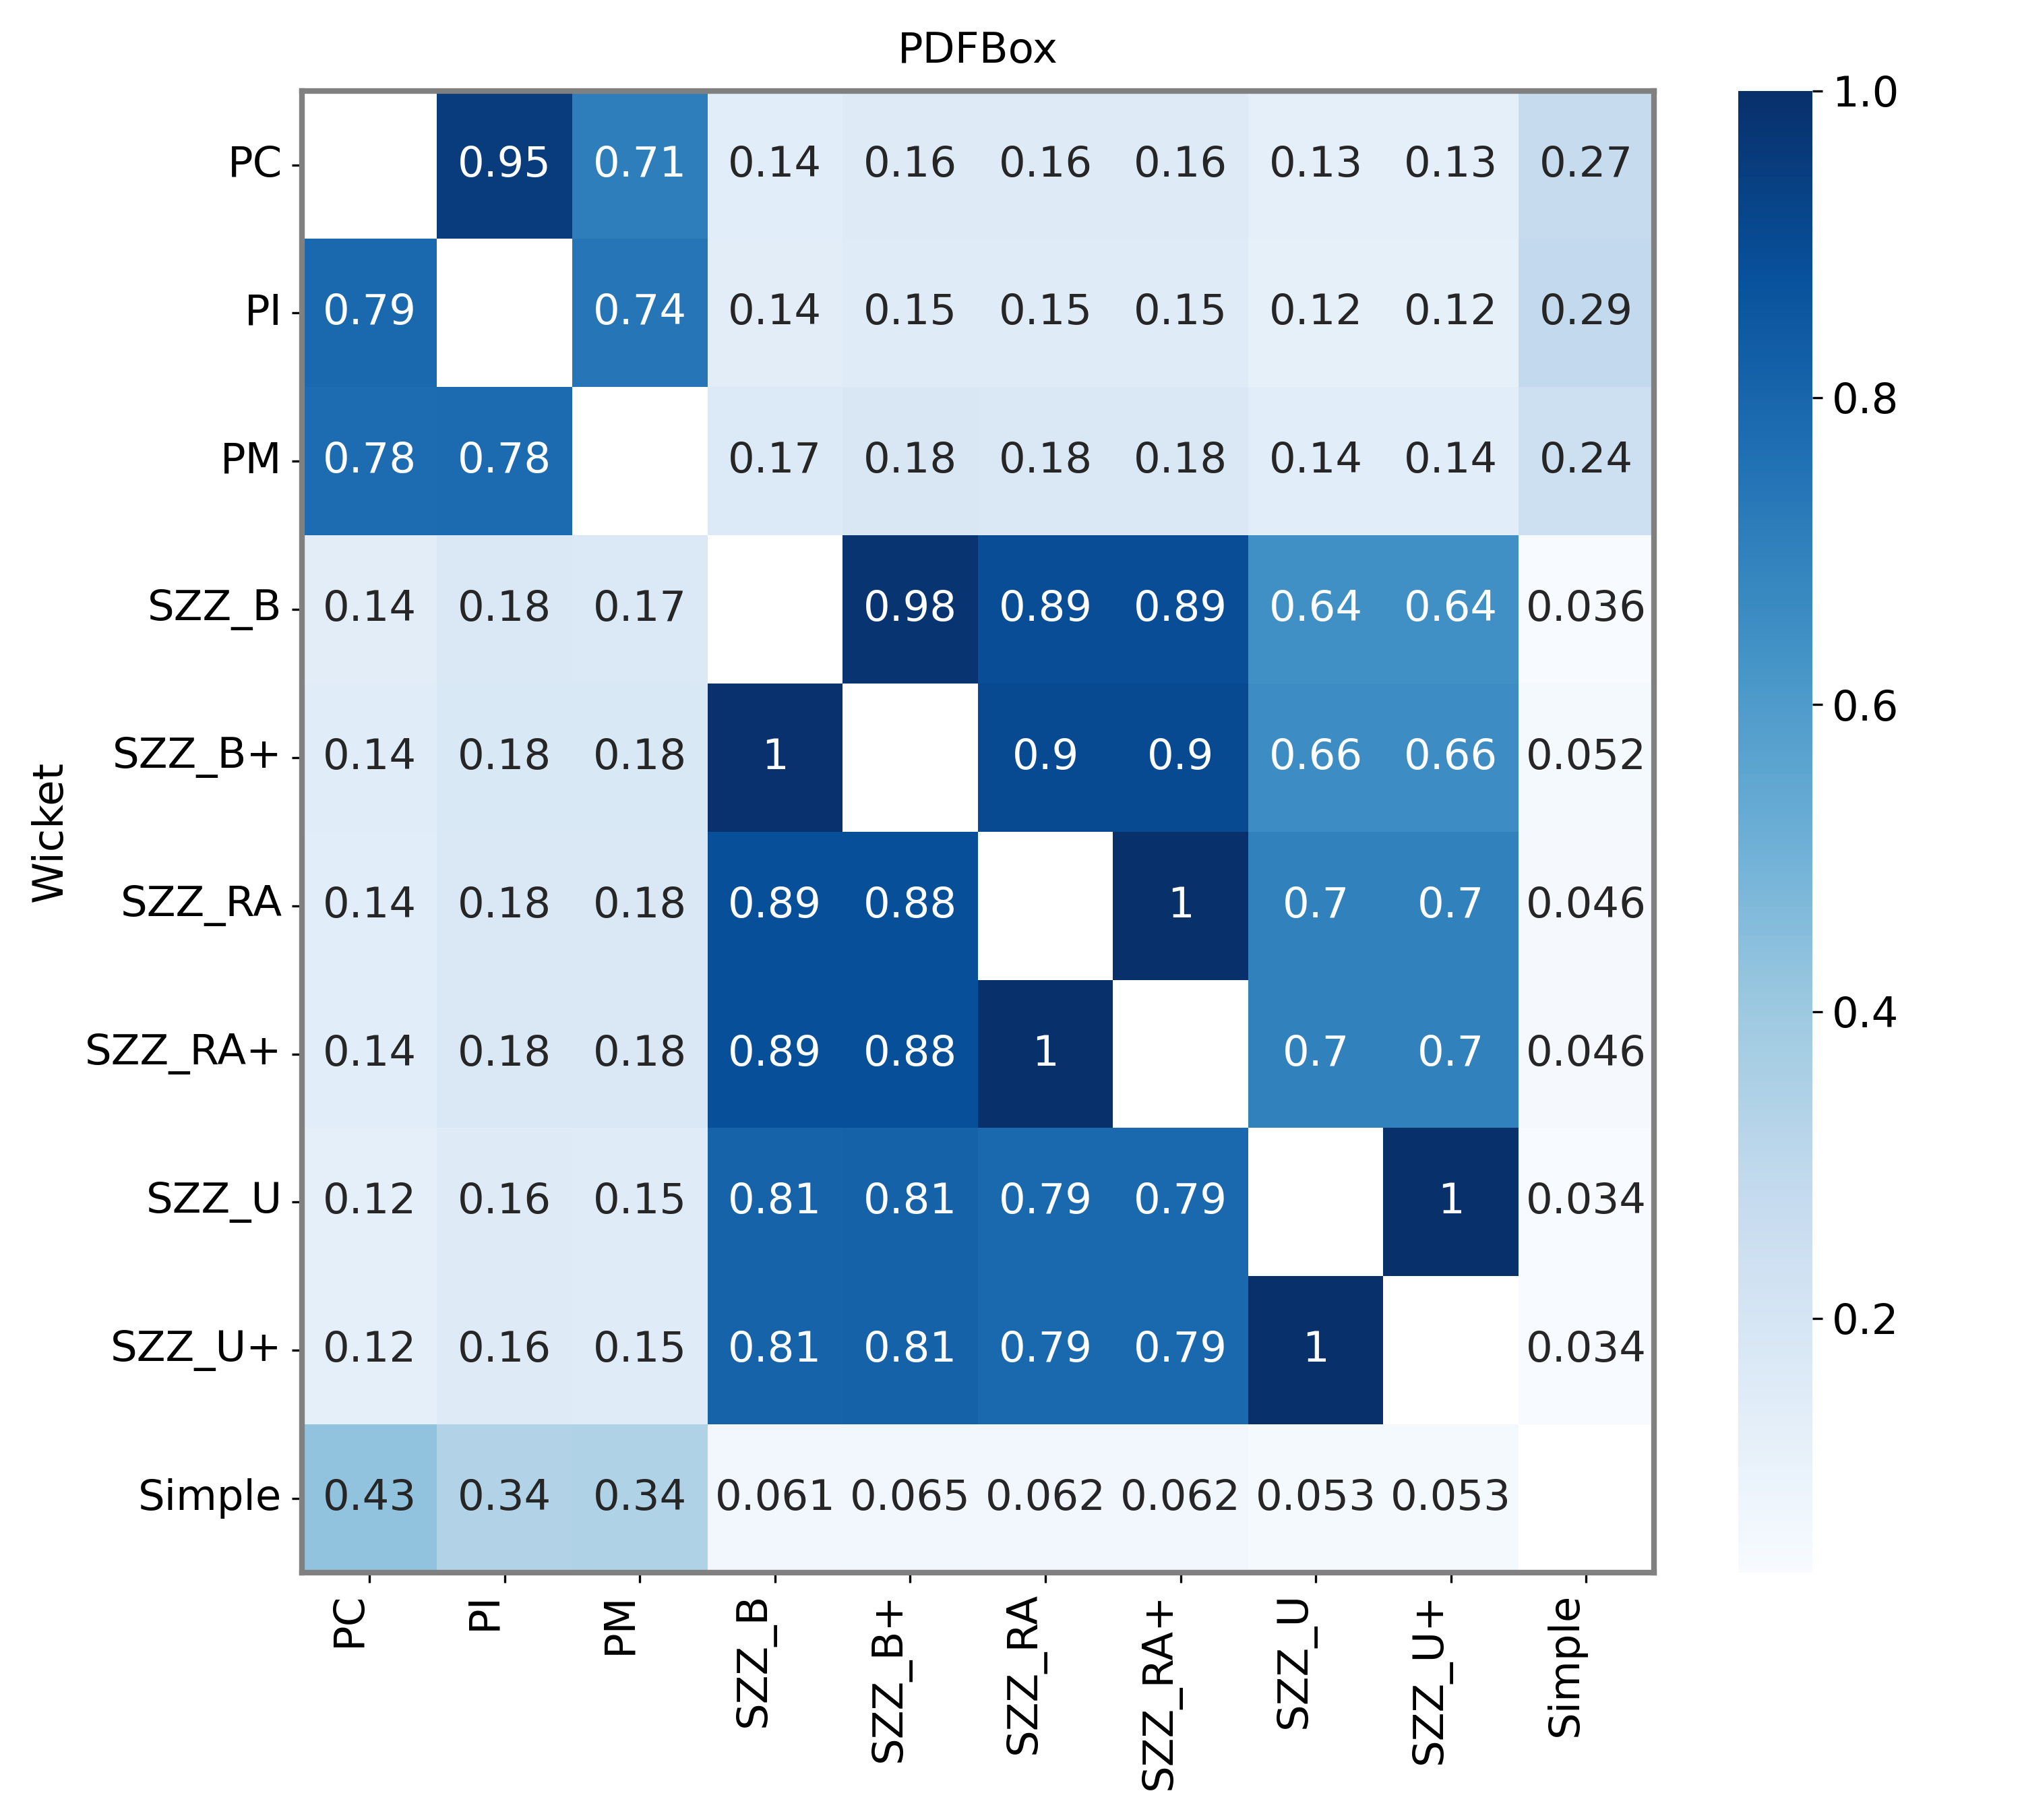 PDFBox
PC 0.95 0.71 0.14 0.16 0.16 0.16 0.13 0.13 0.27
PI 0.79 0.74 0.14 0.15 0.15 0.15 0.12 0.12 0.29
PM 0.78 0.78 0.17 0.18 0.18 0.18 0.14 0.14 0.24
SZZ_B 0.14 0.18 0.17 0.98 0.89 0.89 0.64 0.64 0.036
SZZ_B+ 0.14 0.18 0.18 1 0.9 0.9 0.66 0.66 0.052
SZZ_RA 0.14 0.18 0.18 0.89 0.88 1 0.7 0.7 0.046
SZZ_RA+ 0.14 0.18 0.18 0.89 0.88 1 0.7 0.7 0.046
SZZ_U 0.12 0.16 0.15 0.81 0.81 0.79 0.79 1 0.034
SZZ_U+ 0.12 0.16 0.15 0.81 0.81 0.79 0.79 1 0.034
Simple 0.43 0.34 0.34 0.061 0.065 0.062 0.062 0.053 0.053
Wicket
PC
PI
PM
SZZ_B
SZZ_B+
SZZ_RA
SZZ_RA+
SZZ_U
SZZ_U+
Simple
1.0
0.8
0.6
0.4
0.2